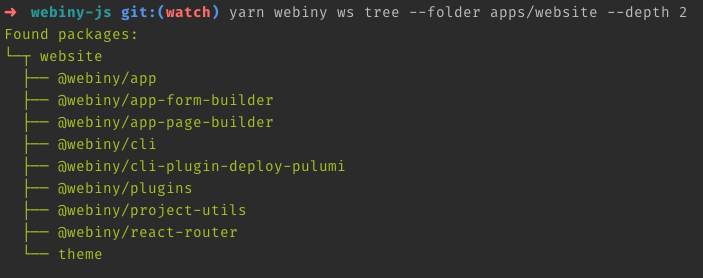 ➜ webiny-js git:(watch) yarn webiny ws tree --folder apps/website --depth 2
Found packages:
└─┬ website
  ├── @webiny/app
  ├── @webiny/app-form-builder
  ├── @webiny/app-page-builder
  ├── @webiny/cli
  ├── @webiny/cli-plugin-deploy-pulumi
  ├── @webiny/plugins
  ├── @webiny/project-utils
  ├── @webiny/react-router
  └── theme